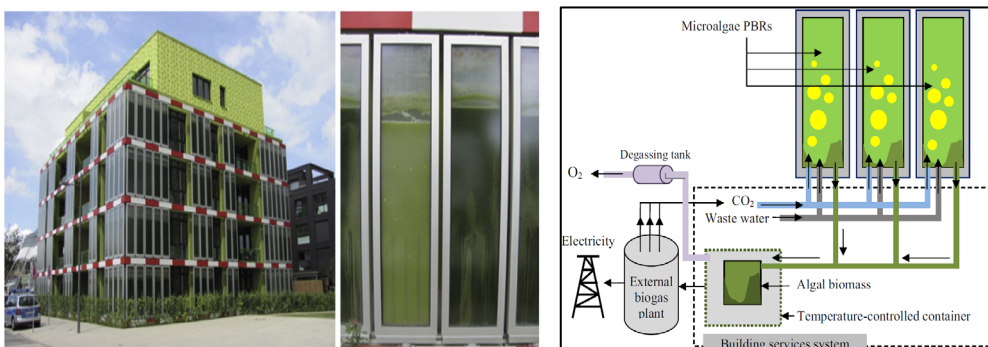 Microalgae PBRs
Degassing tank
O₂
CO₂
Waste water
Electricity
External
biogas
plant
Algal biomass
Temperature-controlled container
Building services system